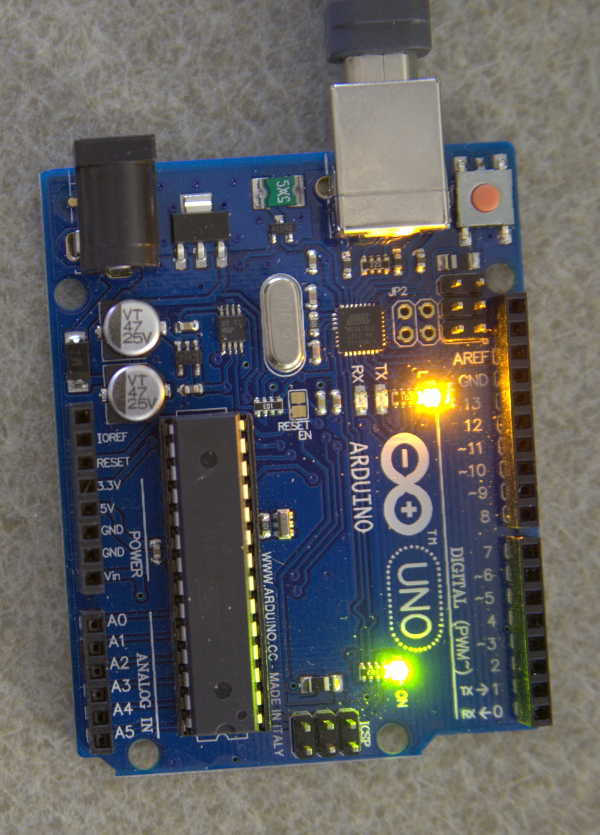 5X5
VT
47
25V
VT
47
25V
JP2
RX
TX
L
RESET
EN
AREF
GND
13
12
~11
~10
~9
8
7
~6
~5
4
~3
2
TX→1
RX←0
DIGITAL (PWM~)
IOREF
RESET
3.3V
5V
GND
GND
Vin
POWER
A0
A1
A2
A3
A4
A5
ANALOG IN
ARDUINO
TM
UNO
WWW.ARDUINO.CC - MADE IN ITALY
ON
ICSP